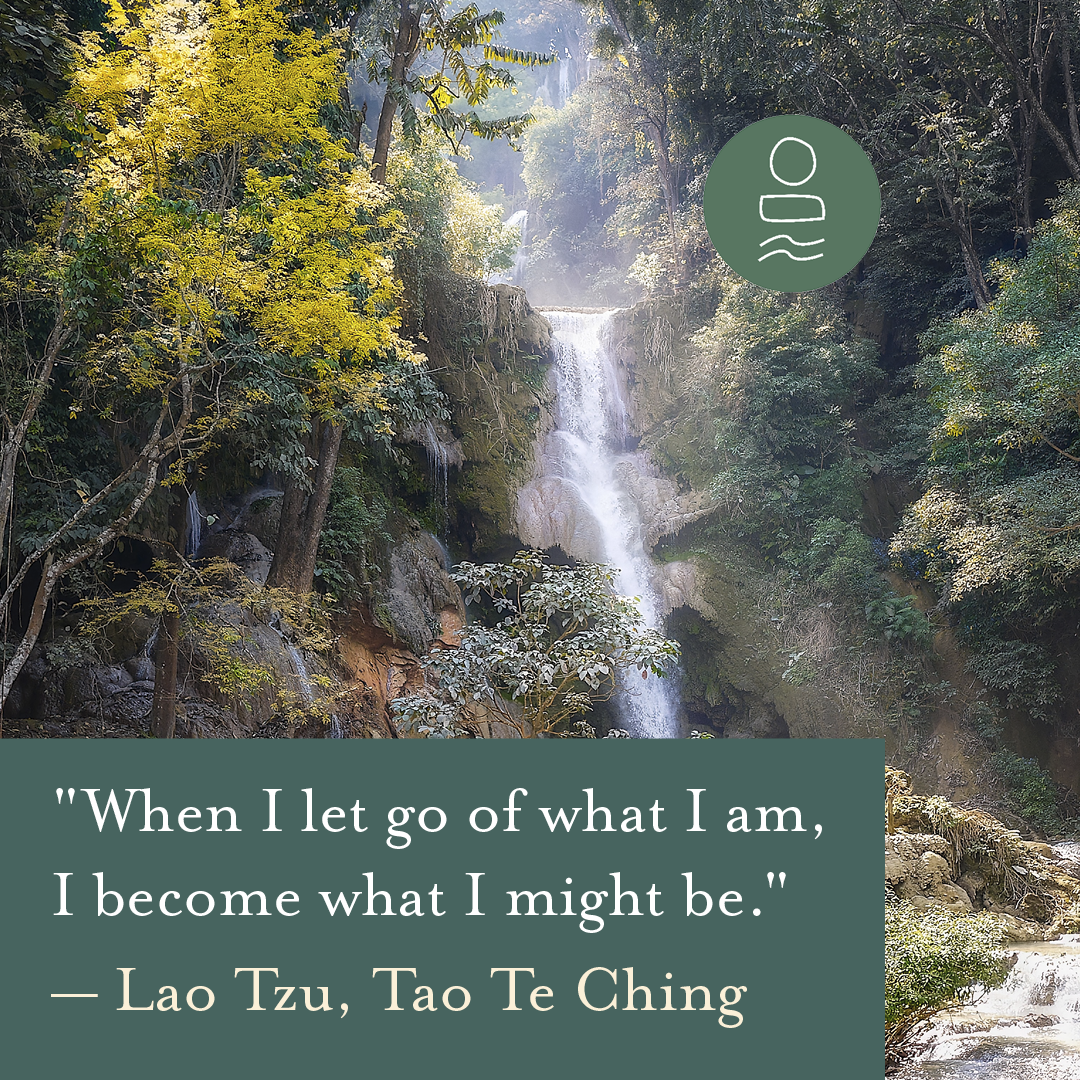 "When I let go of what I am,
I become what I might be."
— Lao Tzu, Tao Te Ching